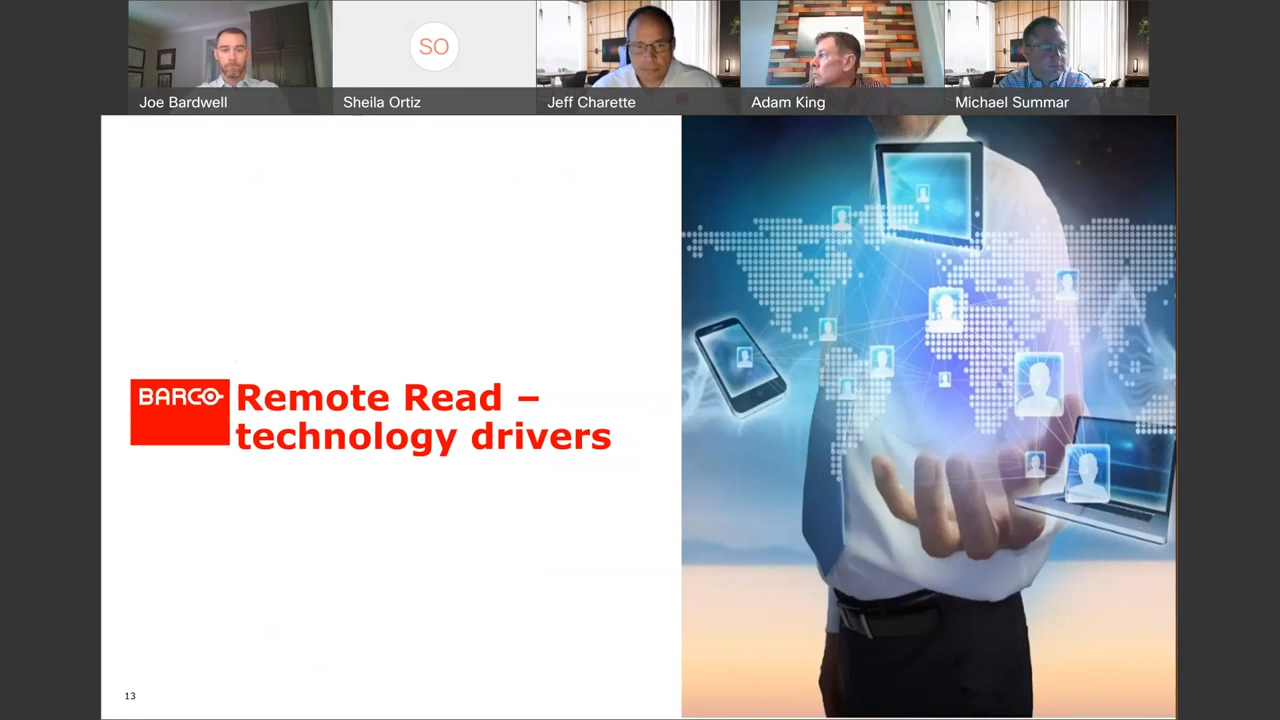 SO
Joe Bardwell
Sheila Ortiz
Jeff Charette
Adam King
Michael Summar
BARCO
Remote Read –
technology drivers
13